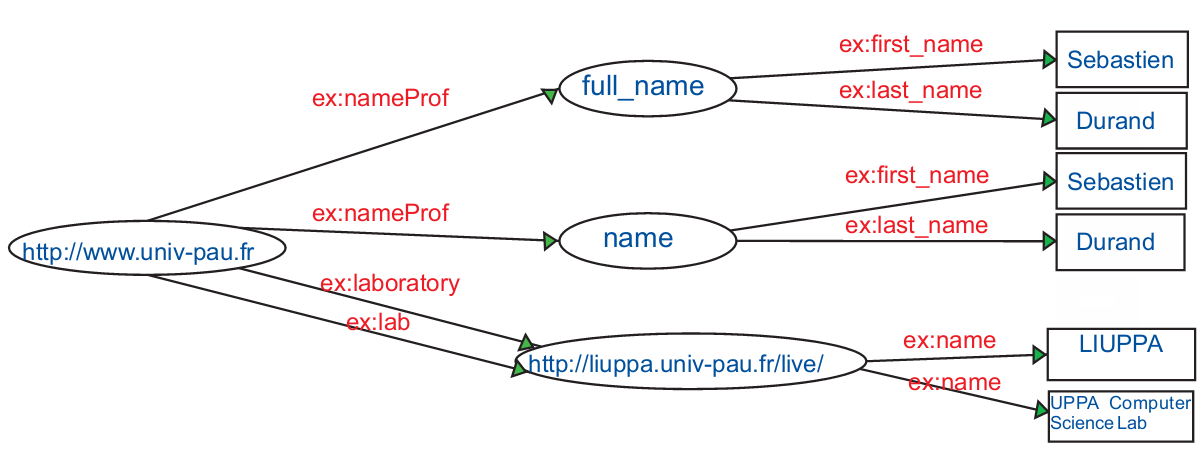 ex:first_name
Sebastien
full_name
ex:last_name
ex:nameProf
Durand
ex:first_name
Sebastien
ex:nameProf
ex:last_name
name
Durand
http://www.univ-pau.fr
ex:laboratory
ex:lab
ex:name
LIUPPA
http://liuppa.univ-pau.fr/live/
ex:name
UPPA Computer
Science Lab